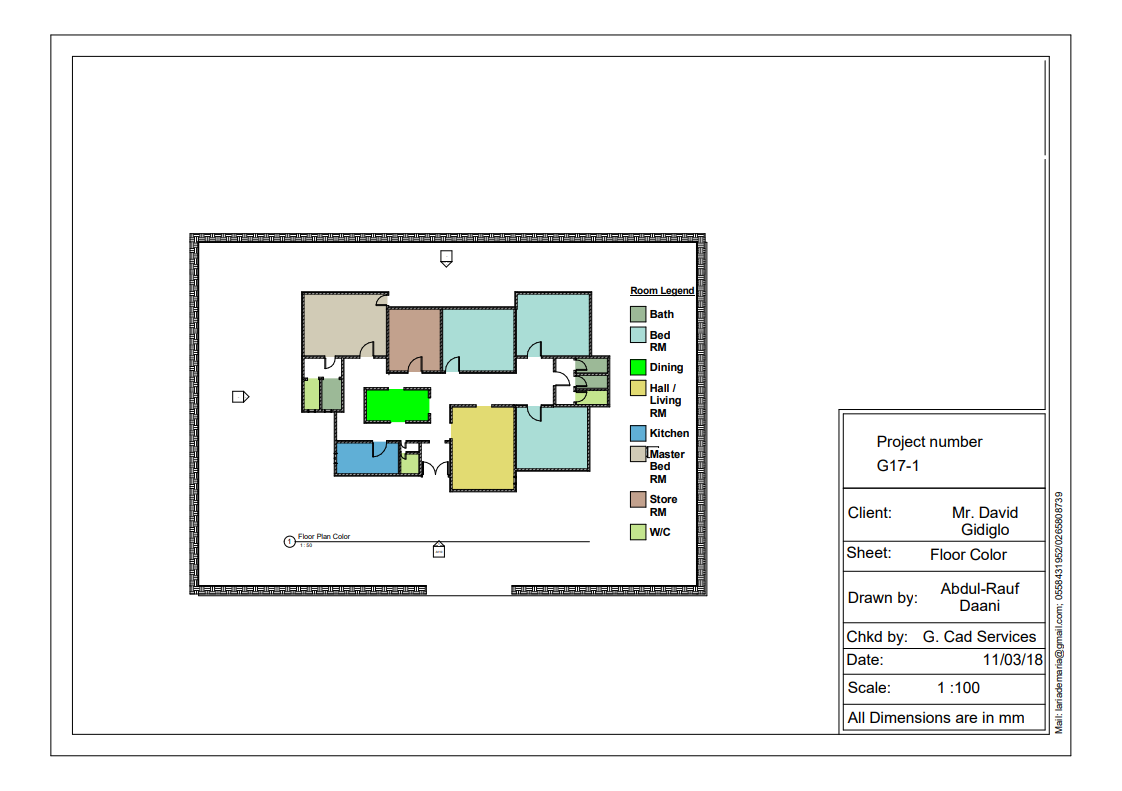 Room Legend
Bath
Bed
RM
Dining
Hall /
Living
RM
Kitchen
Master
Bed
RM
Store
RM
W/C
1
Floor Plan Color
1 : 50
Project number
G17-1
Client: Mr. David
Gidiglo
Sheet: Floor Color
Drawn by: Abdul-Rauf
Daani
Chkd by: G. Cad Services
Date: 11/03/18
Scale: 1 :100
All Dimensions are in mm
Mail: lariademaria@gmail.com; 0558431952/0265808739